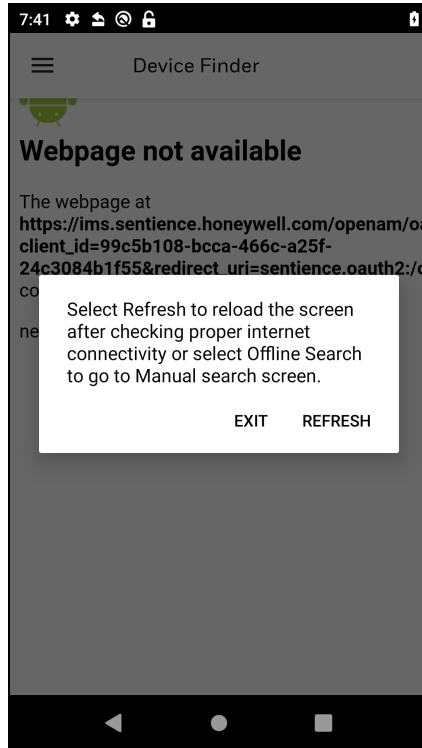 7:41
Device Finder
Webpage not available
The webpage at
https://ims.sentience.honeywell.com/openam/oa
client_id=99c5b108-bcca-466c-a25f-
24c3084b1f55&redirect_uri=sentience.oauth2:/
co
ne
Select Refresh to reload the screen
after checking proper internet
connectivity or select Offline Search
to go to Manual search screen.
EXIT REFRESH